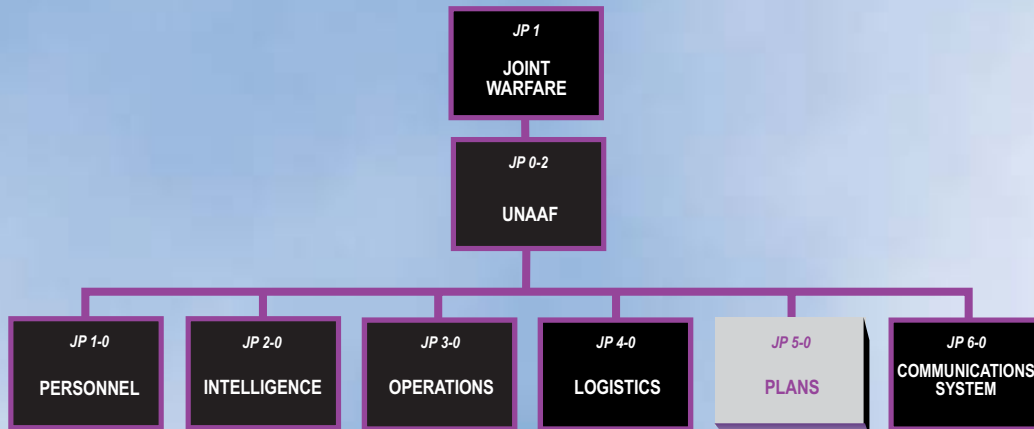 JP 1
JOINT
WARFARE
JP 0-2
UNAAF
JP 1-0
PERSONNEL
JP 2-0
INTELLIGENCE
JP 3-0
OPERATIONS
JP 4-0
LOGISTICS
JP 5-0
PLANS
JP 6-0
COMMUNICATIONS
SYSTEM